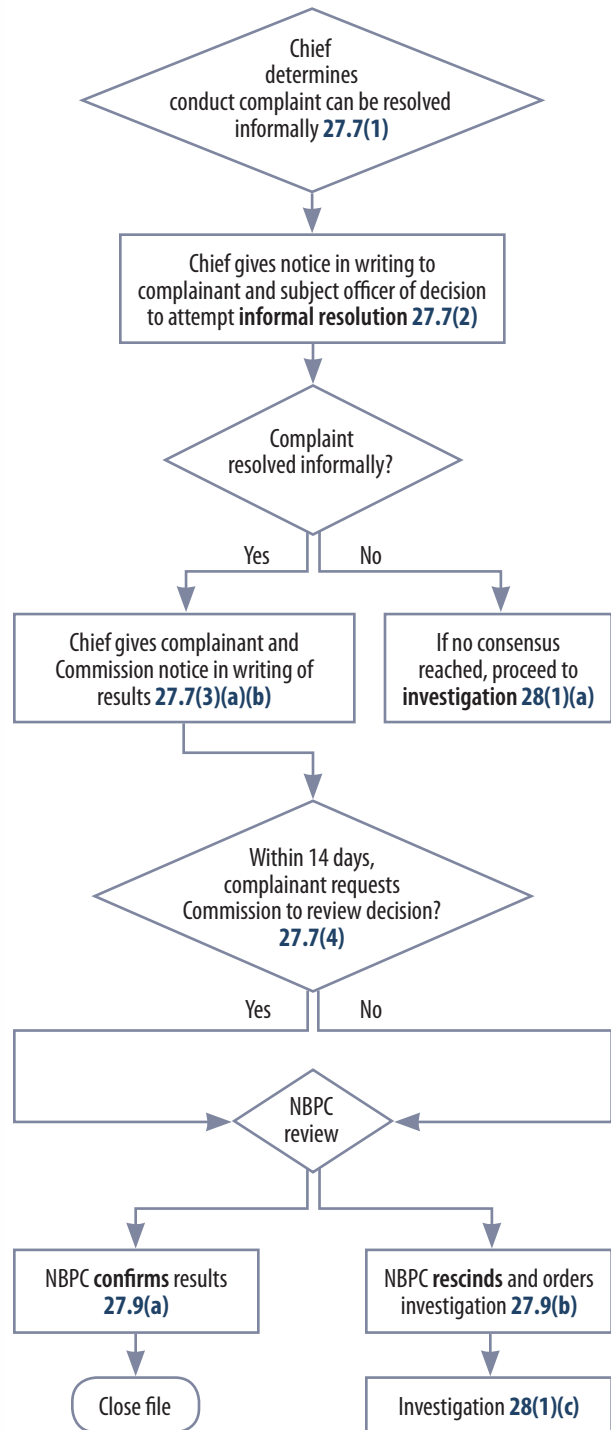 Chief
determines
conduct complaint can be resolved
informally 27.7(1)
Chief gives notice in writing to
complainant and subject officer of decision
to attempt informal resolution 27.7(2)
Complaint
resolved informally?
Yes
No
Chief gives complainant and
Commission notice in writing of
results 27.7(3)(a)(b)
If no consensus
reached, proceed to
investigation 28(1)(a)
Within 14 days,
complainant requests
Commission to review decision?
27.7(4)
Yes
No
NBPC
review
NBPC confirms results
27.9(a)
NBPC rescinds and orders
investigation 27.9(b)
Close file
Investigation 28(1)(c)